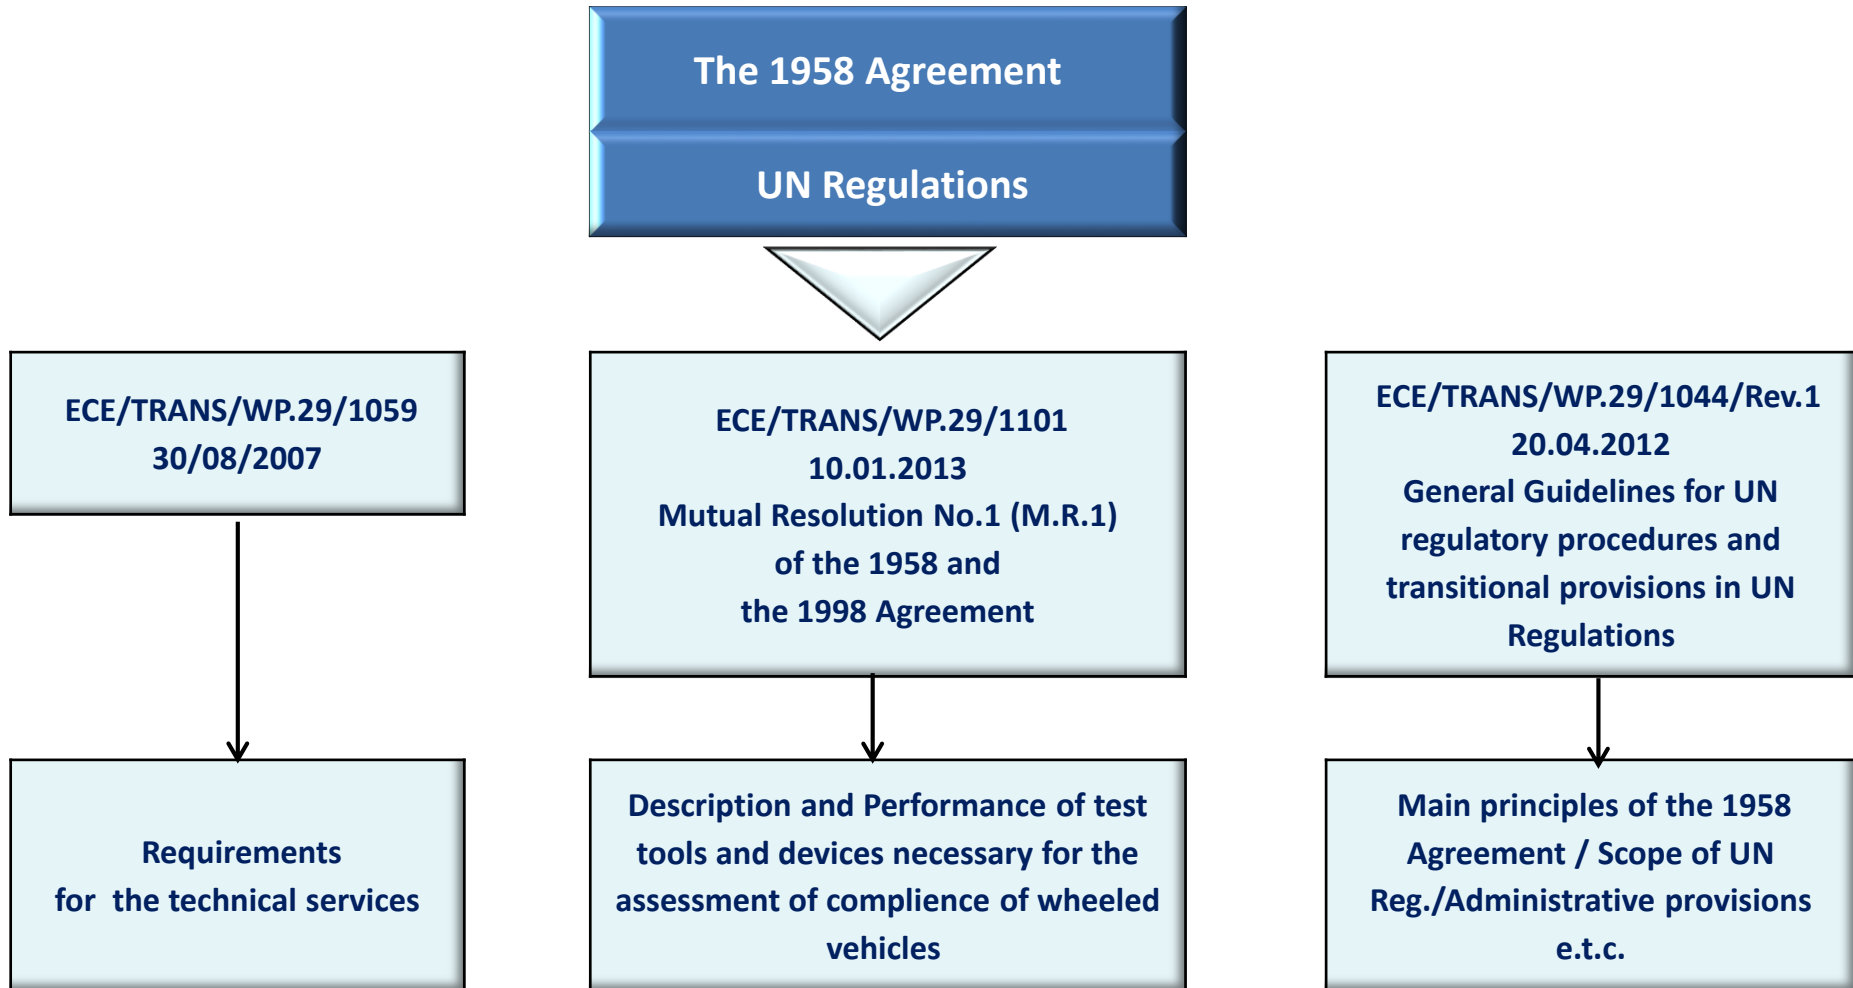 The 1958 Agreement
UN Regulations
ECE/TRANS/WP.29/1059
30/08/2007
ECE/TRANS/WP.29/1101
10.01.2013
Mutual Resolution No.1 (M.R.1)
of the 1958 and
the 1998 Agreement
ECE/TRANS/WP.29/1044/Rev.1
20.04.2012
General Guidelines for UN
regulatory procedures and
transitional provisions in UN
Regulations
Requirements
for the technical services
Description and Performance of test
tools and devices necessary for the
assessment of complience of wheeled
vehicles
Main principles of the 1958
Agreement / Scope of UN
Reg./Administrative provisions
e.t.c.